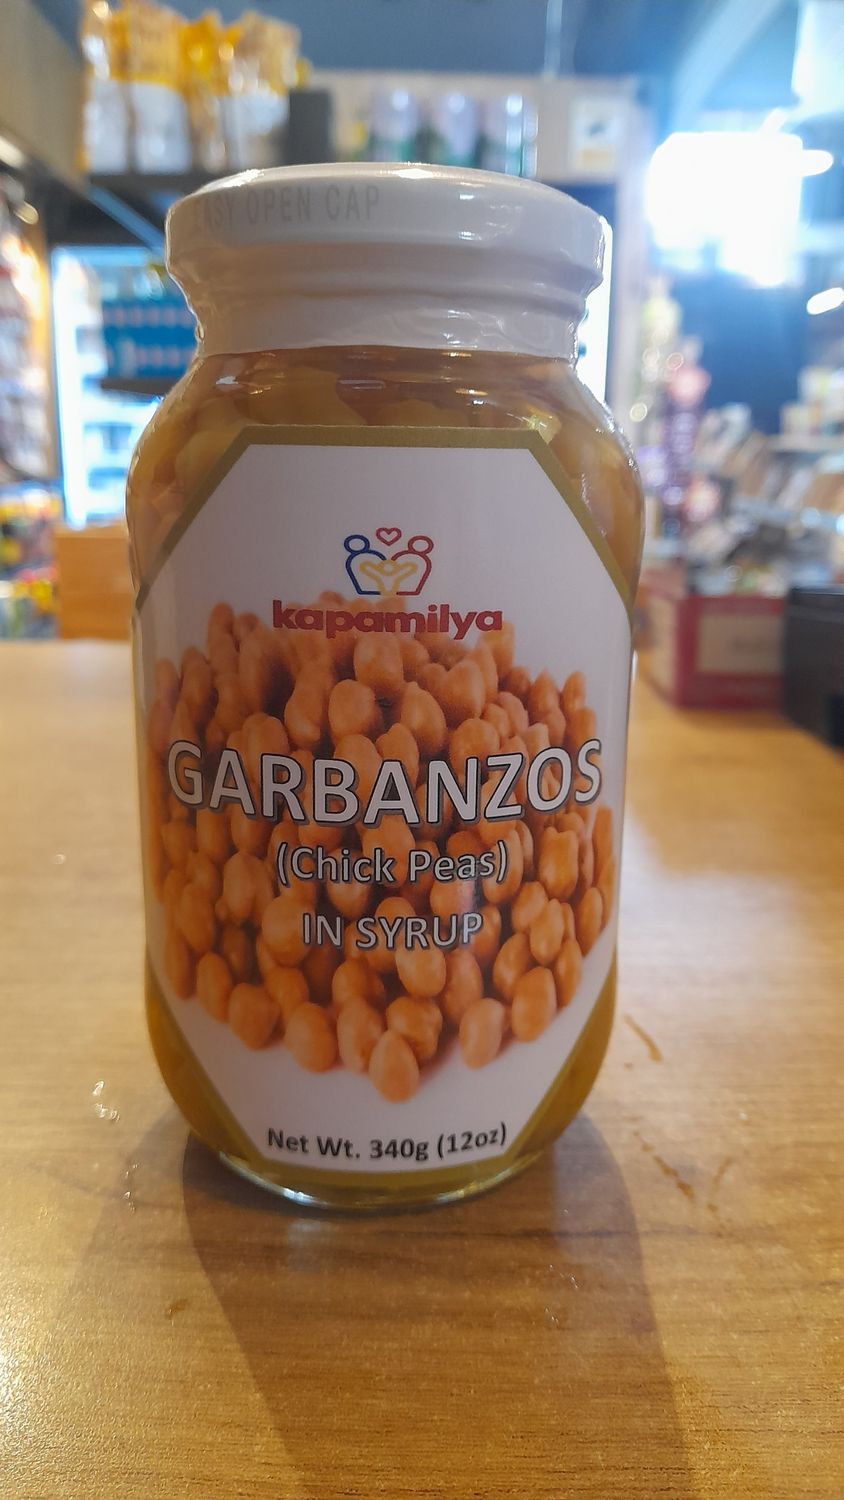 EASY OPEN CAP
kapamilya
GARBANZOS
(Chick Peas)
IN SYRUP
Net Wt. 340g (12oz)